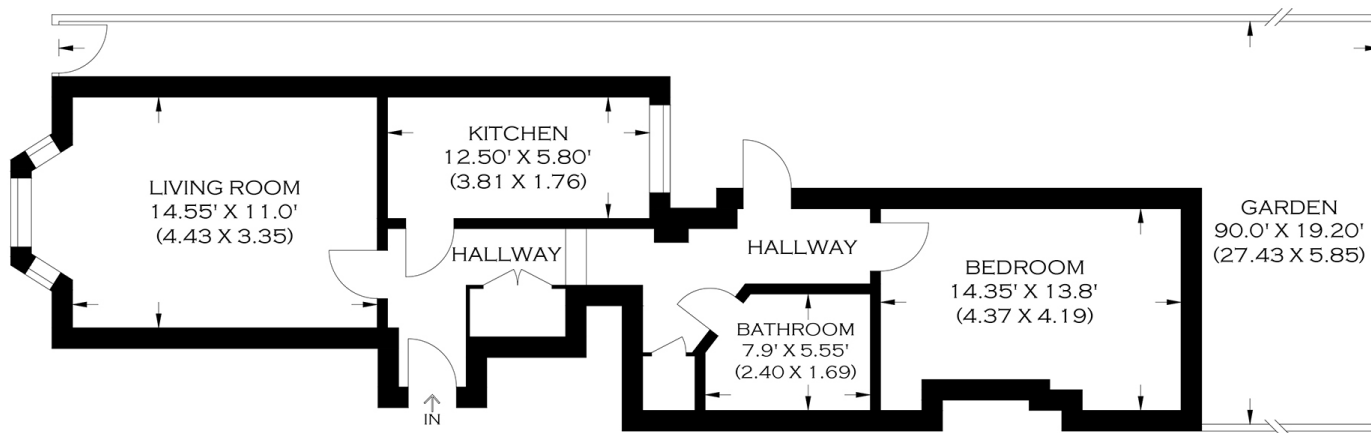 LIVING ROOM
14.55' X 11.0'
(4.43 X 3.35)
KITCHEN
12.50' X 5.80'
(3.81 X 1.76)
HALLWAY
IN
HALLWAY
BATHROOM
7.9' X 5.55'
(2.40 X 1.69)
BEDROOM
14.35' X 13.8'
(4.37 X 4.19)
GARDEN
90.0' X 19.20'
(27.43 X 5.85)